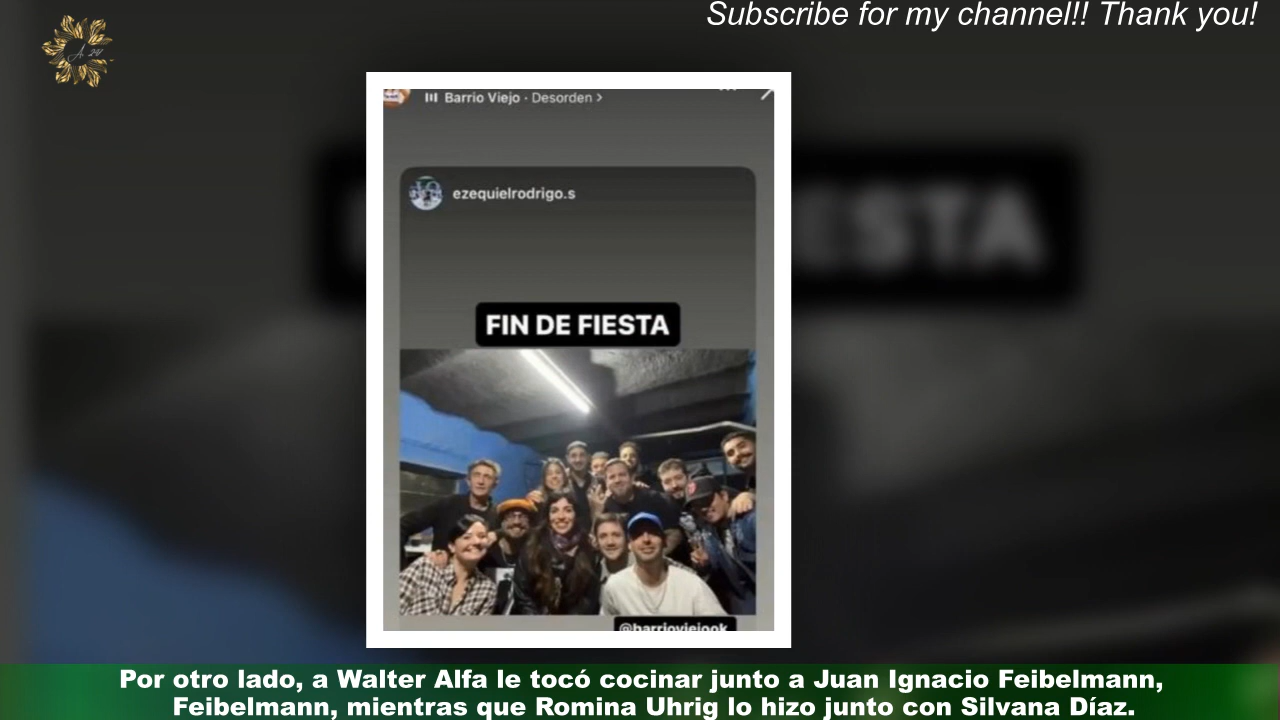 Subscribe for my channel!! Thank you!
A 247
Barrio Viejo · Desorden >
ezequielrodrigo.s
FIN DE FIESTA
@barrioviejook
Por otro lado, a Walter Alfa le tocó cocinar junto a Juan Ignacio Feibelmann,
Feibelmann, mientras que Romina Uhrig lo hizo junto con Silvana Díaz.